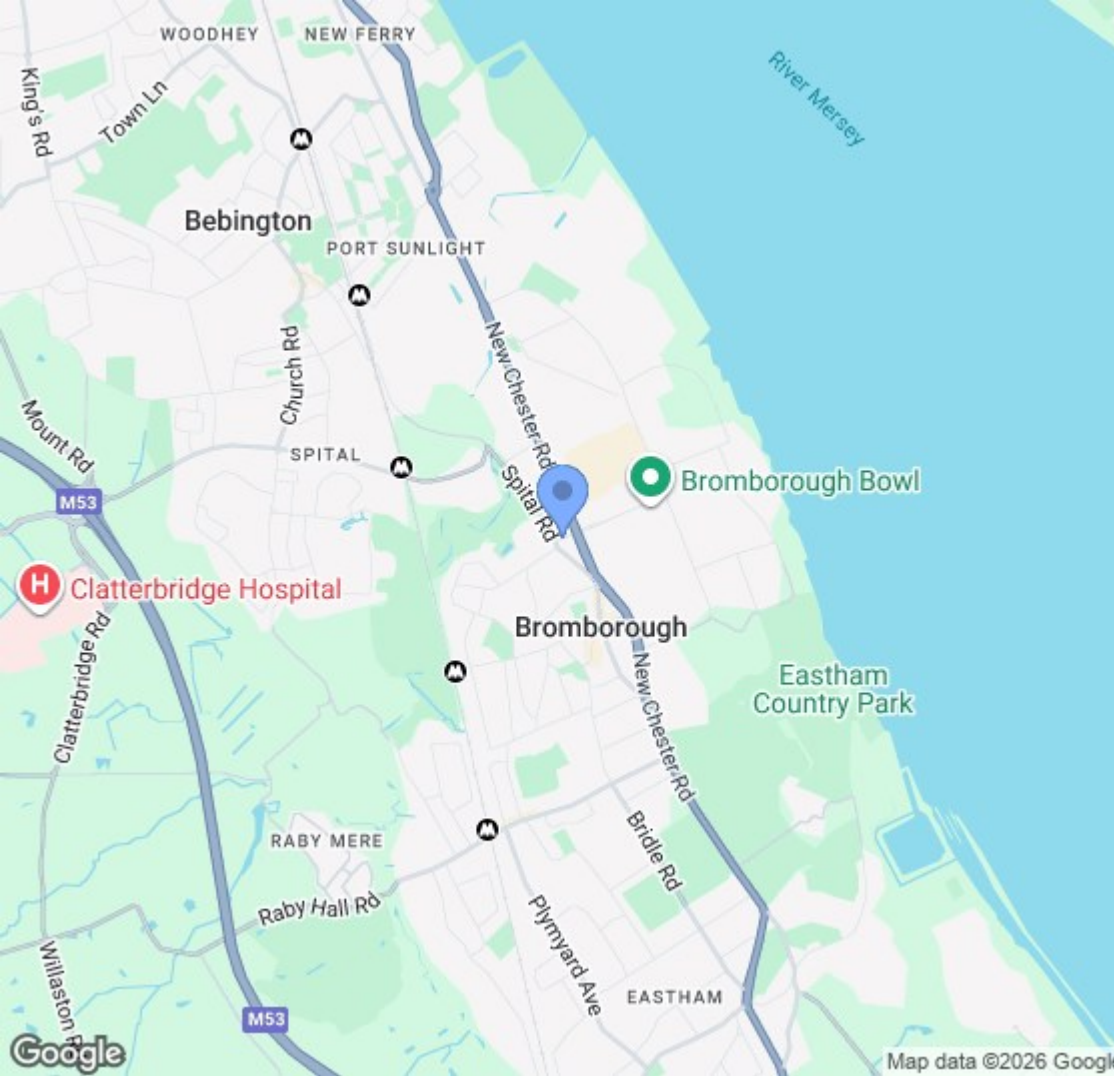 WOODHEY
NEW FERRY
River Mersey
King's Rd
Town Ln
Bebington
PORT SUNLIGHT
New Chester Rd
Church Rd
Mount Rd
SPITAL
Spital Rd
Bromborough Bowl
M53
H
Clatterbridge Hospital
Clatterbridge Rd
Bromborough
Eastham
Country Park
New Chester Rd
RABY MERE
Bridle Rd
Raby Hall Rd
Plymyard Ave
Willaston R
EASTHAM
M53
Google
Map data ©2026 Google